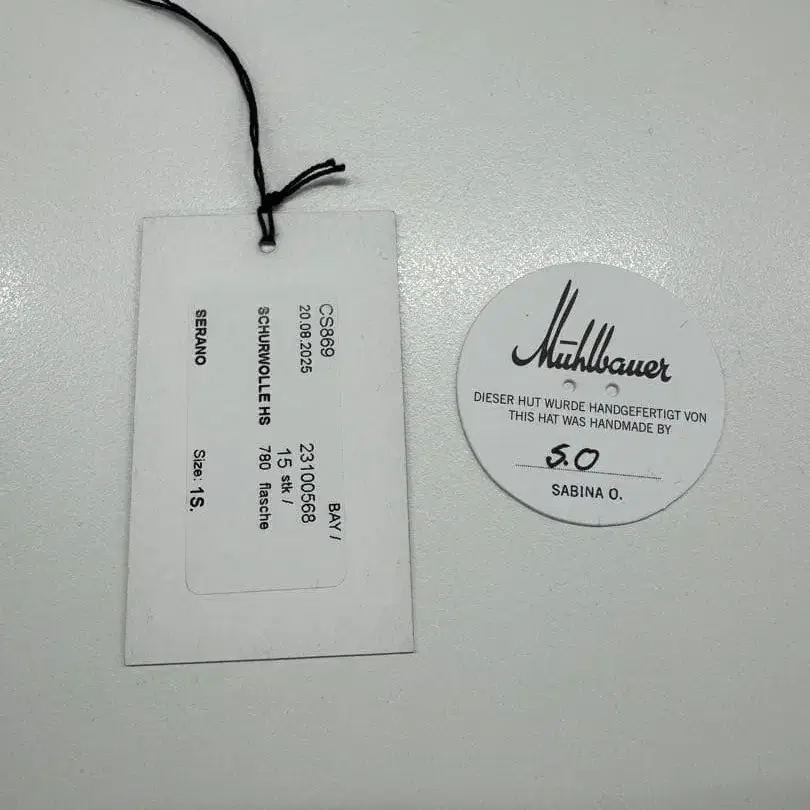 CS869
BAY /
20.08.2025
23100568
15 stk /
SCHURWOLLE HS
780 flasche
SERANO
Size: 1S.
Mühlbauer
DIESER HUT WURDE HANDGEFERTIGT VON
THIS HAT WAS HANDMADE BY
S.O
SABINA O.